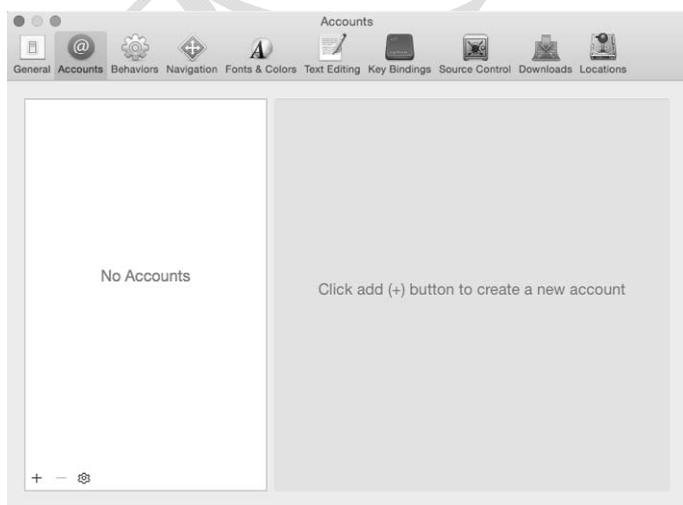 Accounts
General Accounts Behaviors Navigation Fonts & Colors Text Editing Key Bindings Source Control Downloads Locations
No Accounts
Click add (+) button to create a new account